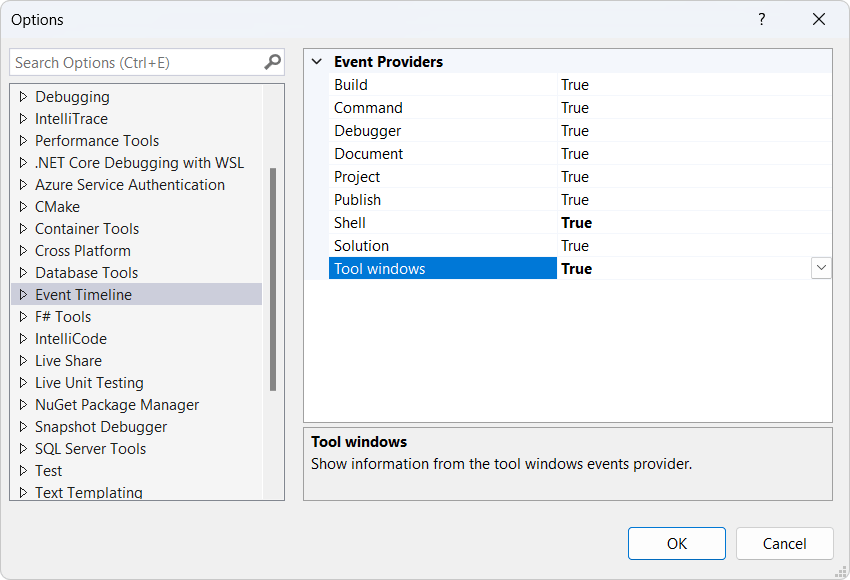 Options
?
Search Options (Ctrl+E)
Debugging
IntelliTrace
Performance Tools
.NET Core Debugging with WSL
Azure Service Authentication
CMake
Container Tools
Cross Platform
Database Tools
Event Timeline
F# Tools
IntelliCode
Live Share
Live Unit Testing
NuGet Package Manager
Snapshot Debugger
SQL Server Tools
Test
Text Templating
Event Providers
Build True
Command True
Debugger True
Document True
Project True
Publish True
Shell True
Solution True
Tool windows True
Tool windows
Show information from the tool windows events provider.
OK Cancel